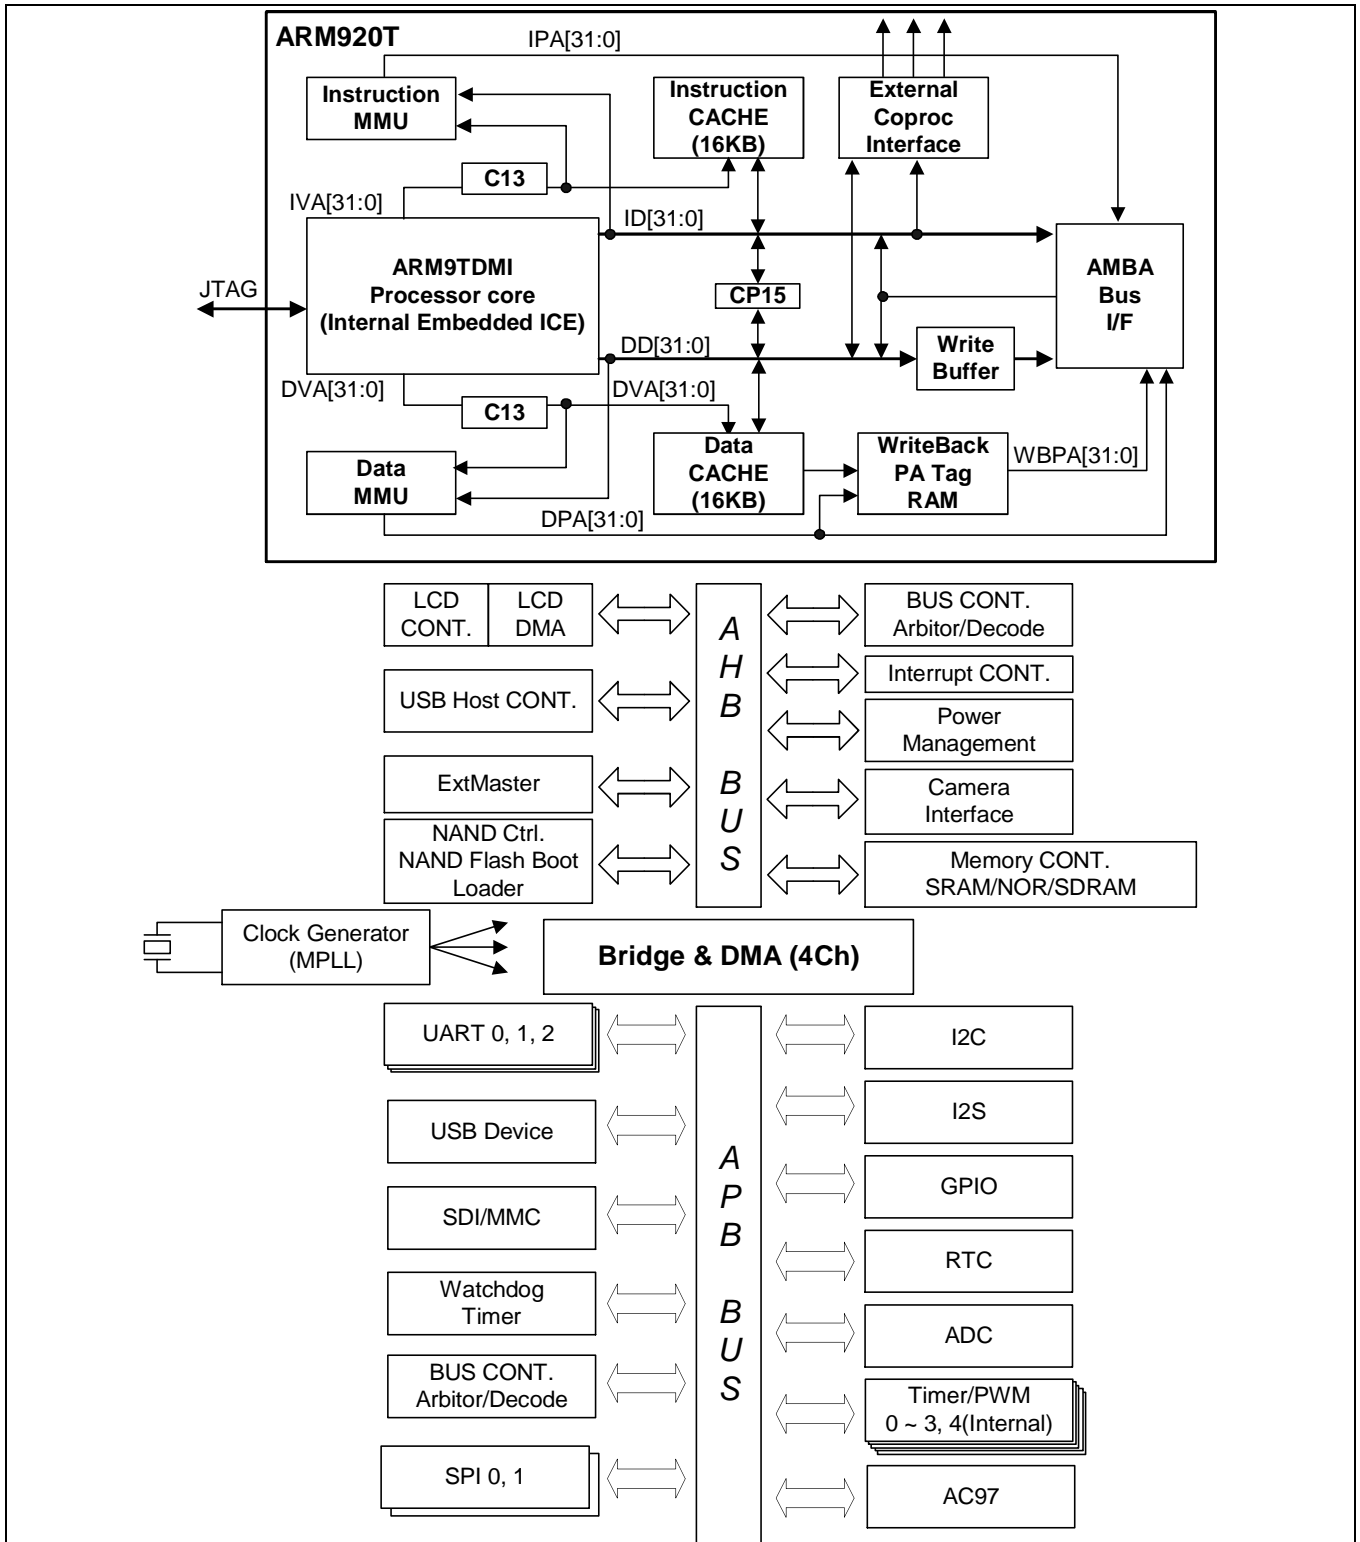 ARM920T
IPA[31:0]
Instruction
MMU
Instruction
CACHE
(16KB)
External
Coproc
Interface
C13
IVA[31:0]
ID[31:0]
ARM9TDMI
Processor core
(Internal Embedded ICE)
JTAG
CP15
AMBA
Bus
I/F
DD[31:0]
Write
Buffer
DVA[31:0]
DVA[31:0]
C13
Data
MMU
Data
CACHE
(16KB)
WriteBack
PA Tag
RAM
WBPA[31:0]
DPA[31:0]
LCD
CONT.
LCD
DMA
USB Host CONT.
ExtMaster
NAND Ctrl.
NAND Flash Boot
Loader
AHB BUS
BUS CONT.
Arbitor/Decode
Interrupt CONT.
Power
Management
Camera
Interface
Memory CONT.
SRAM/NOR/SDRAM
Clock Generator
(MPLL)
Bridge & DMA (4Ch)
UART 0, 1, 2
USB Device
SDI/MMC
Watchdog
Timer
BUS CONT.
Arbitor/Decode
SPI 0, 1
APB BUS
I2C
I2S
GPIO
RTC
ADC
Timer/PWM
0 ~ 3, 4(Internal)
AC97